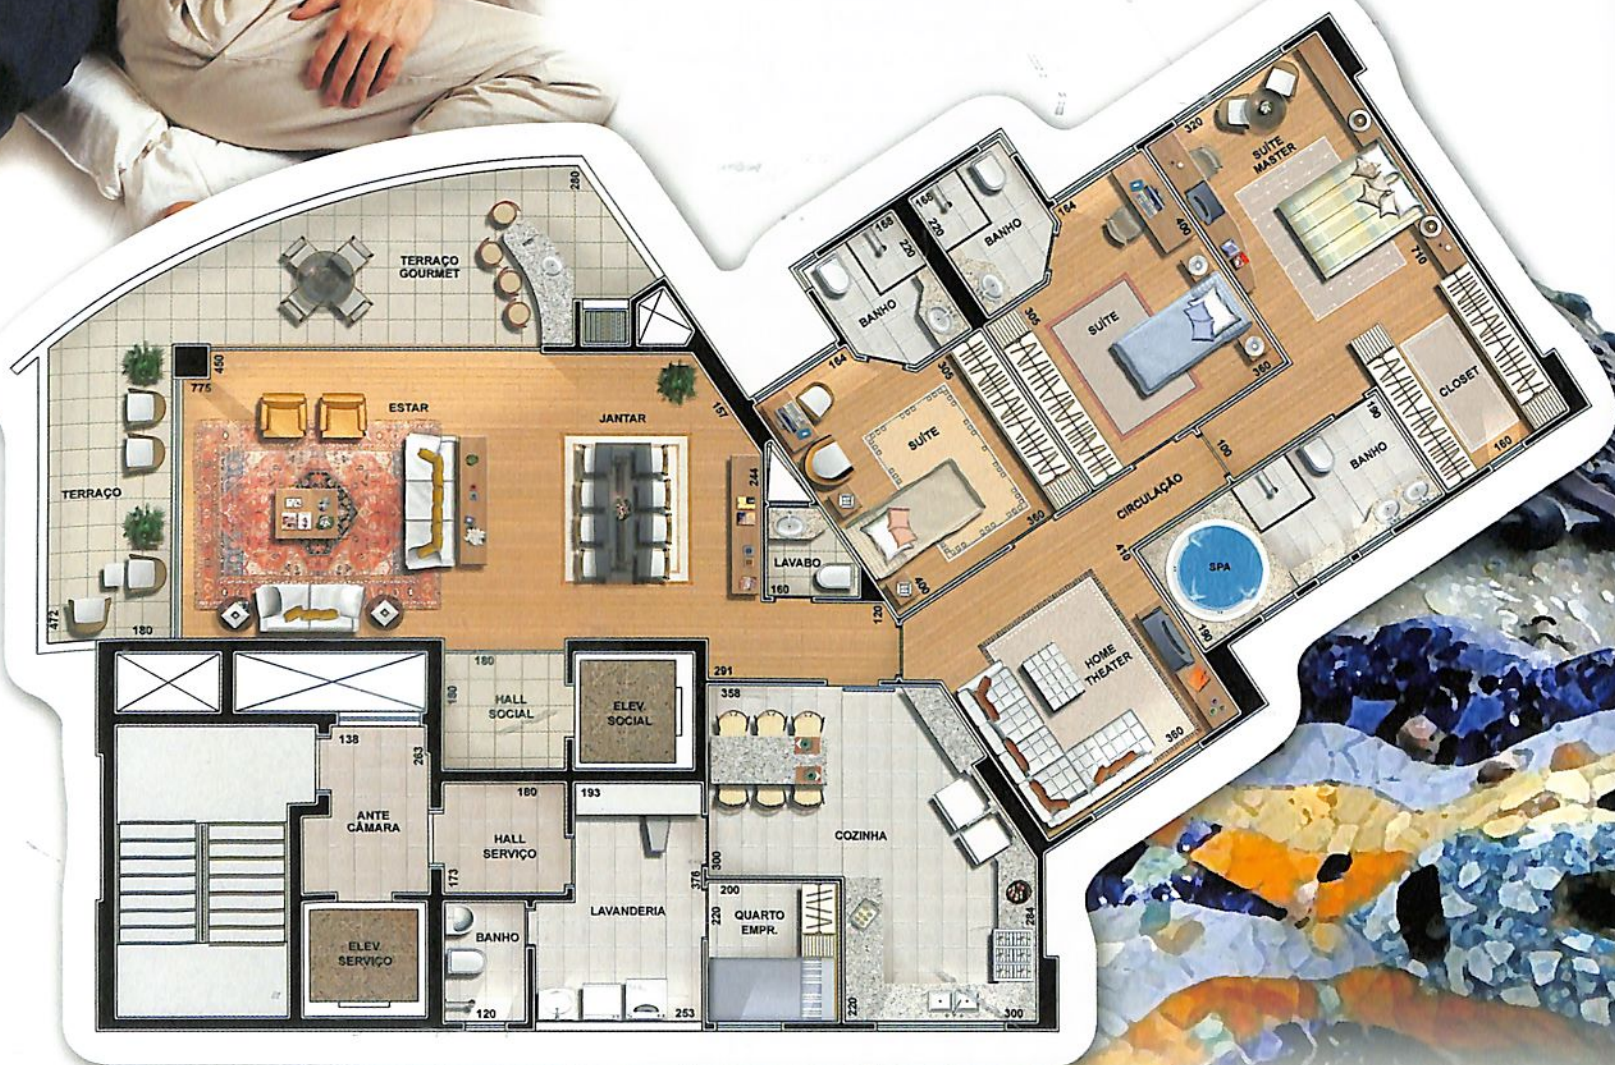 280
TERRAÇO
GOURMET
450
775
ESTAR
JANTAR
157
TERRAÇO
472
180
244
LAVABO
160
120
168
220
BANHO
164
305
168
220
BANHO
164
305
SUÍTE
400
360
SUÍTE
400
360
320
SUÍTE
MASTER
710
CLOSET
160
100
190
BANHO
CIRCULAÇÃO
410
SPA
190
HOME
THEATER
360
180
180
HALL
SOCIAL
ELEV.
SOCIAL
291
358
138
263
ANTE
CÂMARA
180
HALL
SERVIÇO
173
193
376
LAVANDERIA
253
300
COZINHA
200
220
QUARTO
EMPR.
284
220
300
BANHO
120
ELEV.
SERVIÇO